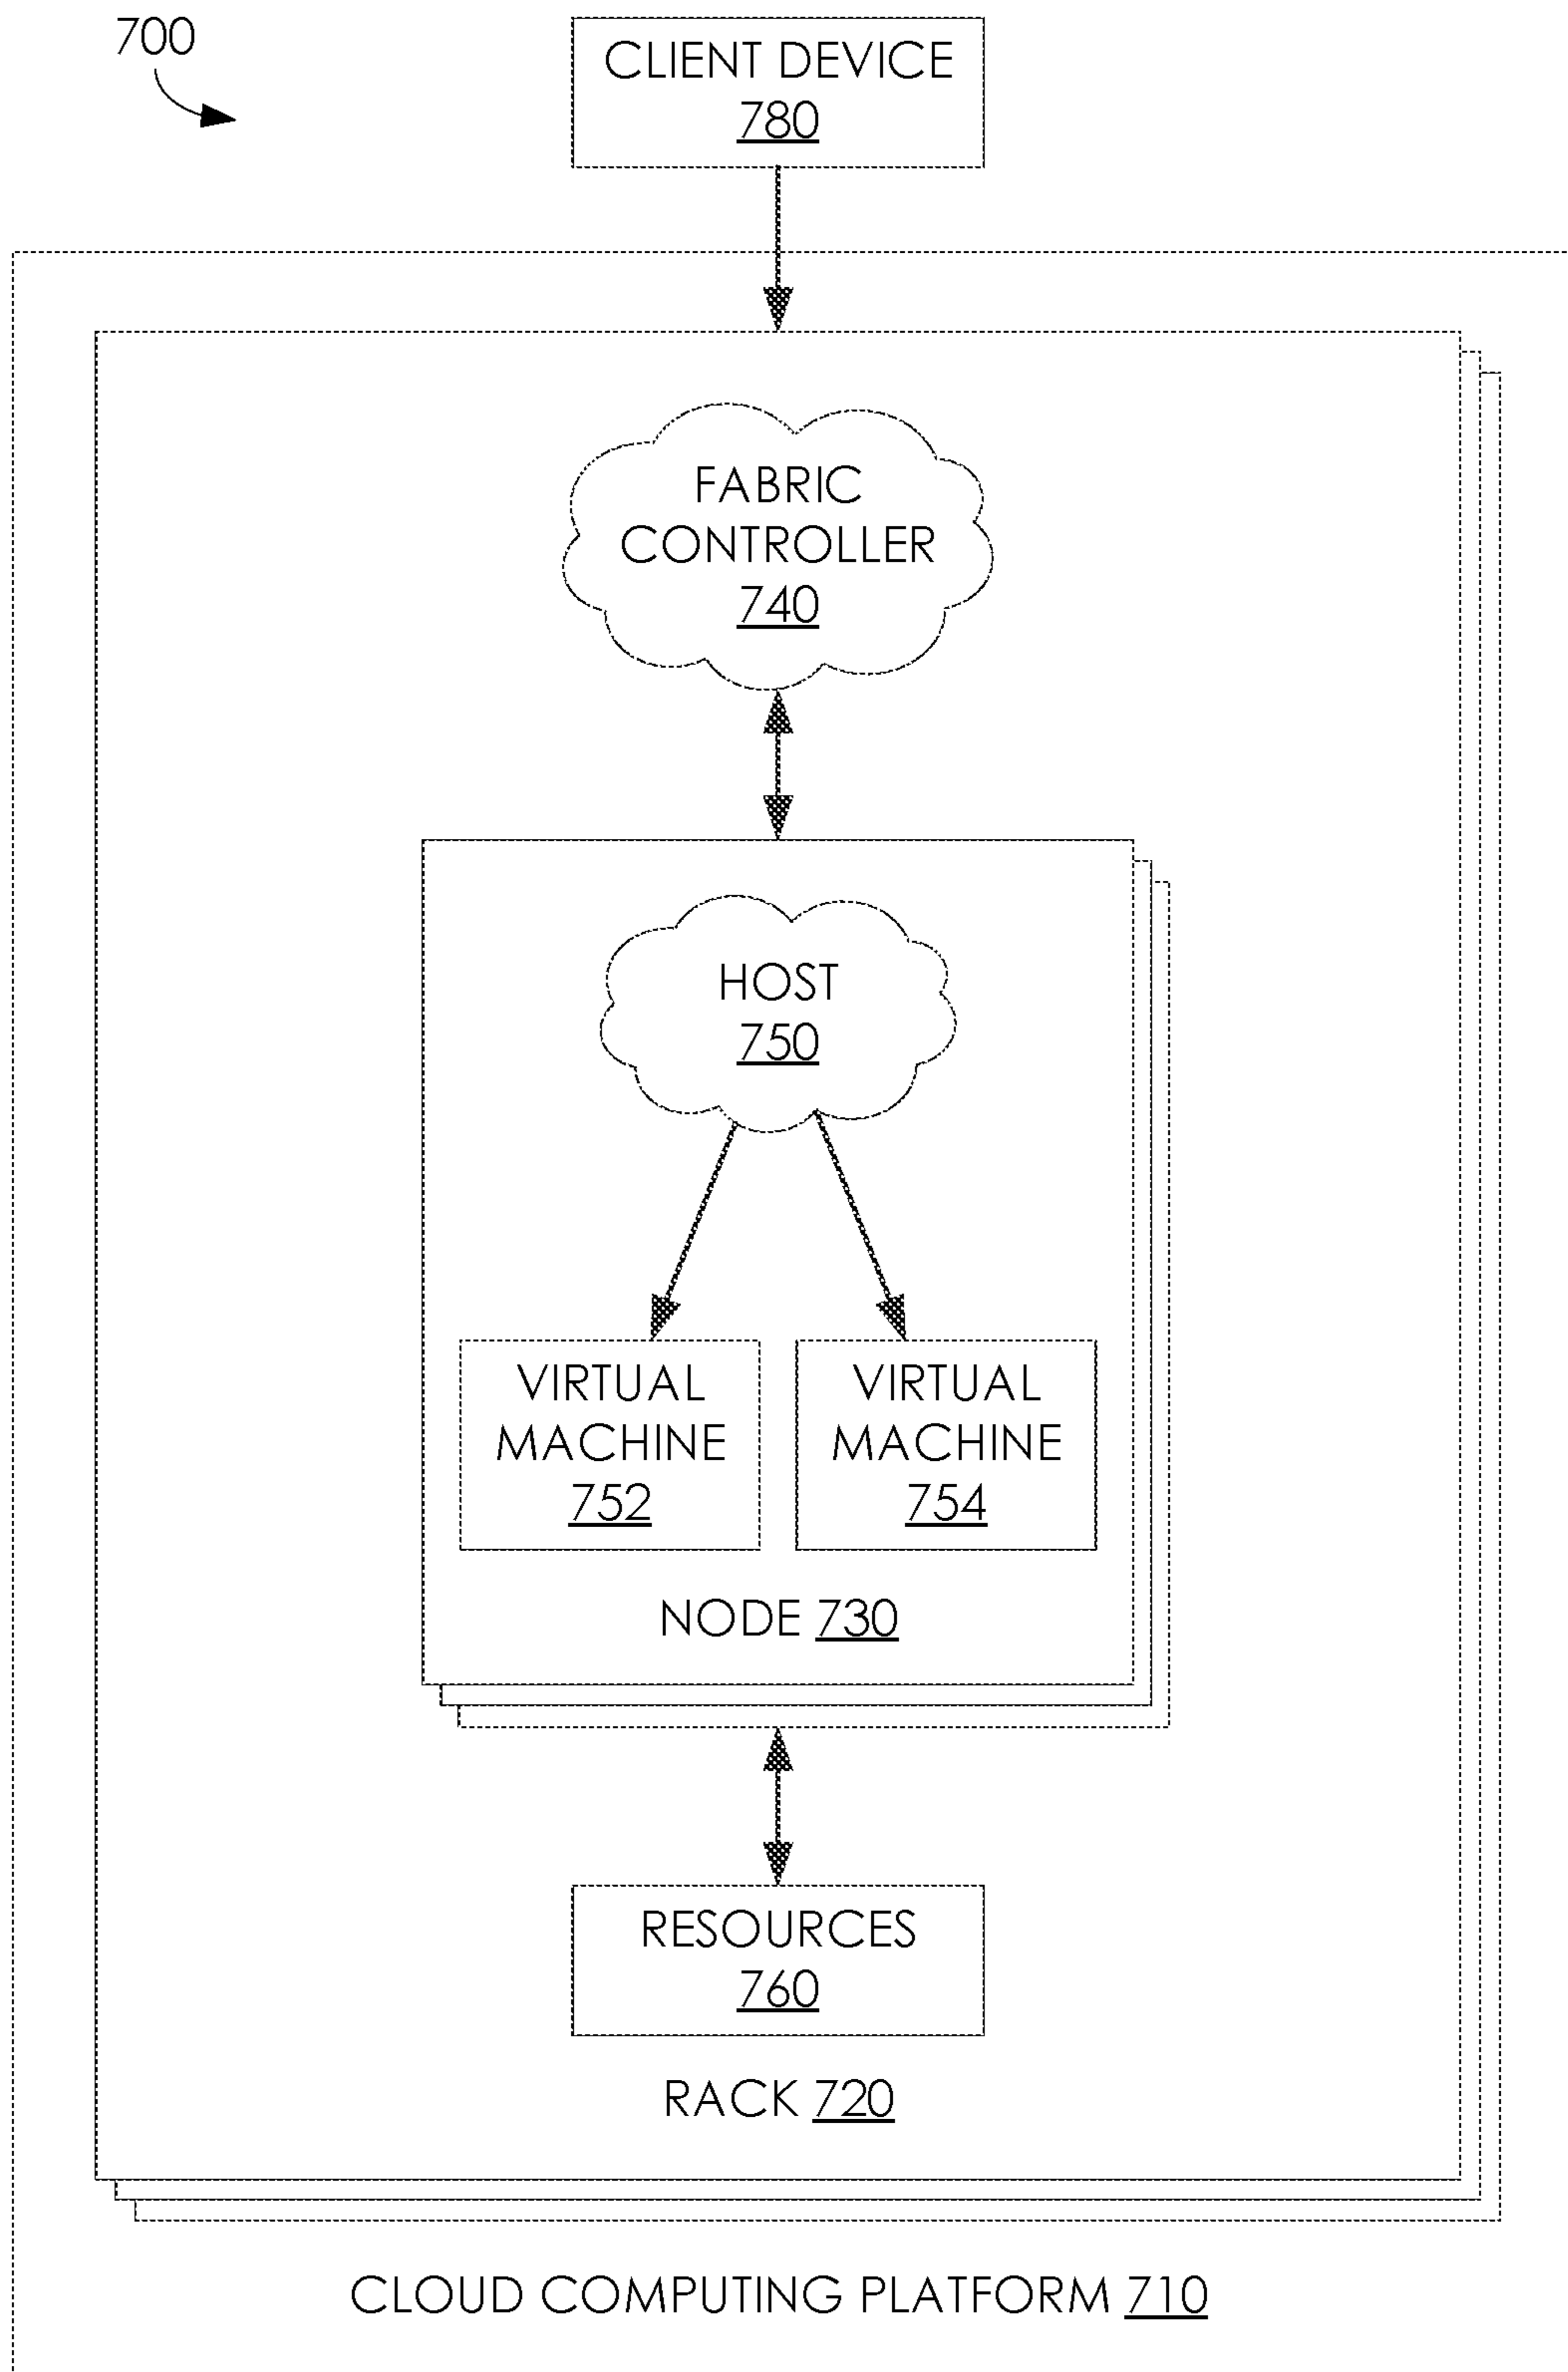 700
CLIENT DEVICE
780
FABRIC
CONTROLLER
740
HOST
750
VIRTUAL
MACHINE
752
VIRTUAL
MACHINE
754
NODE 730
RESOURCES
760
RACK 720
CLOUD COMPUTING PLATFORM 710